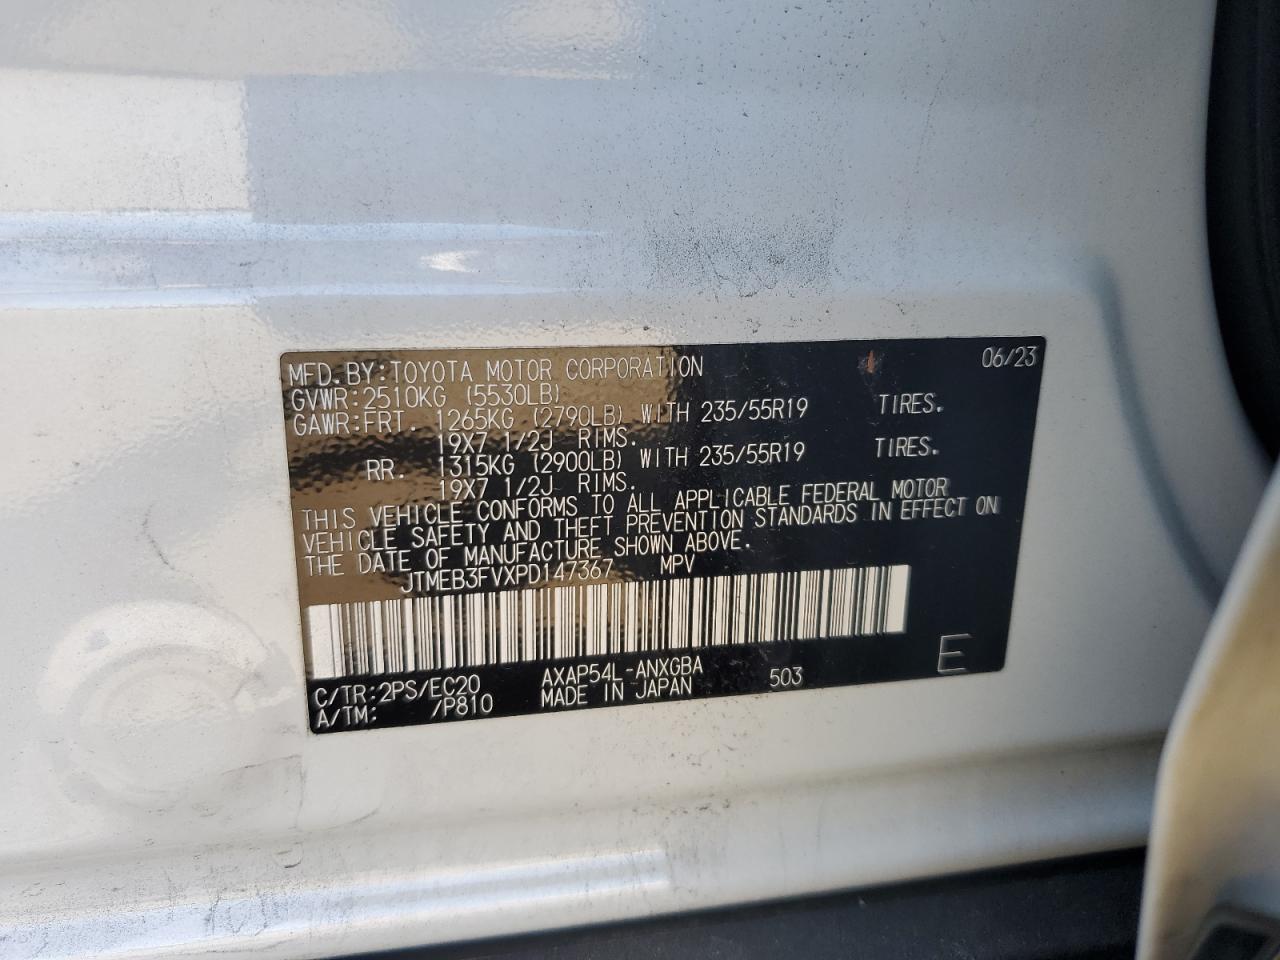 MFD.BY:TOYOTA MOTOR CORPORATION 06/23
GVWR:2510KG (5530LB)
GAWR:FRT. 1265KG (2790LB) WITH 235/55R19 TIRES.
19X7 1/2J RIMS.
RR. 1315KG (2900LB) WITH 235/55R19 TIRES.
19X7 1/2J RIMS.
THIS VEHICLE CONFORMS TO ALL APPLICABLE FEDERAL MOTOR
VEHICLE SAFETY AND THEFT PREVENTION STANDARDS IN EFFECT ON
THE DATE OF MANUFACTURE SHOWN ABOVE.
JTMEB3FVXPD147367 MPV
C/TR:2PS/EC20 AXAP54L-ANXGBA
A/TM: /P810 MADE IN JAPAN 503 E